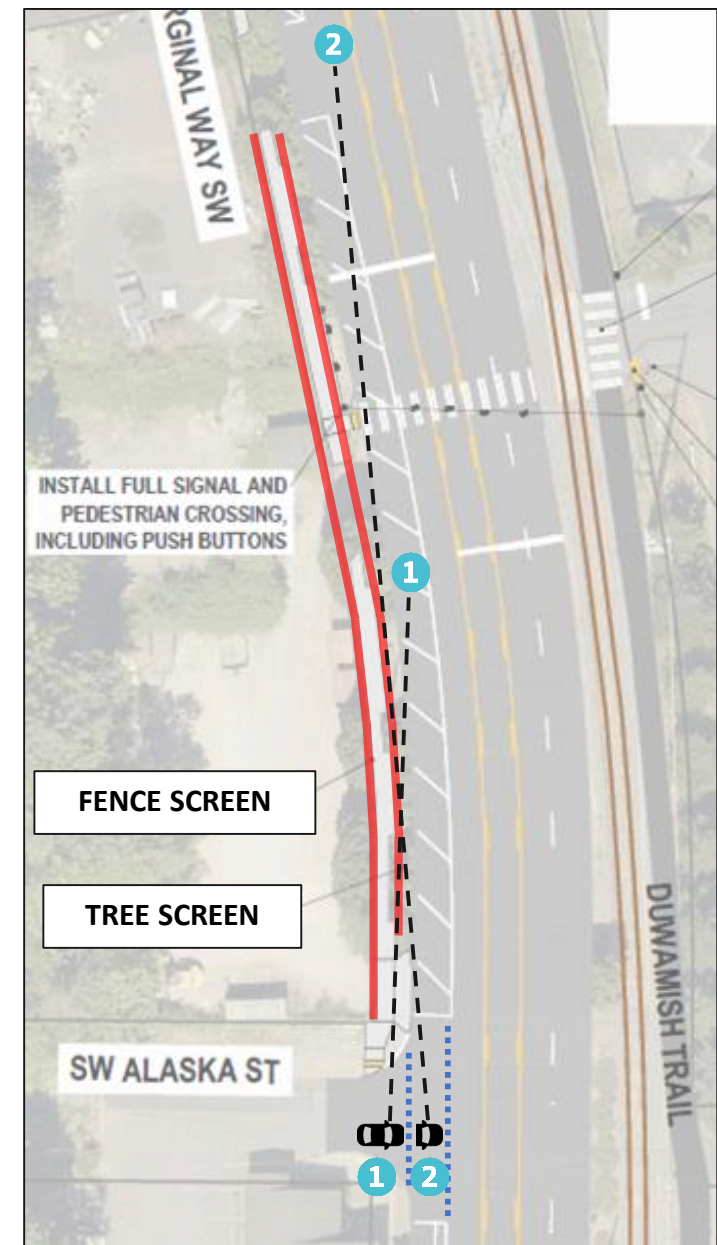 2
RGINAL WAY SW
INSTALL FULL SIGNAL AND
PEDESTRIAN CROSSING,
INCLUDING PUSH BUTTONS
1
FENCE SCREEN
TREE SCREEN
DUWAMISH TRAIL
SW ALASKA ST
1
2